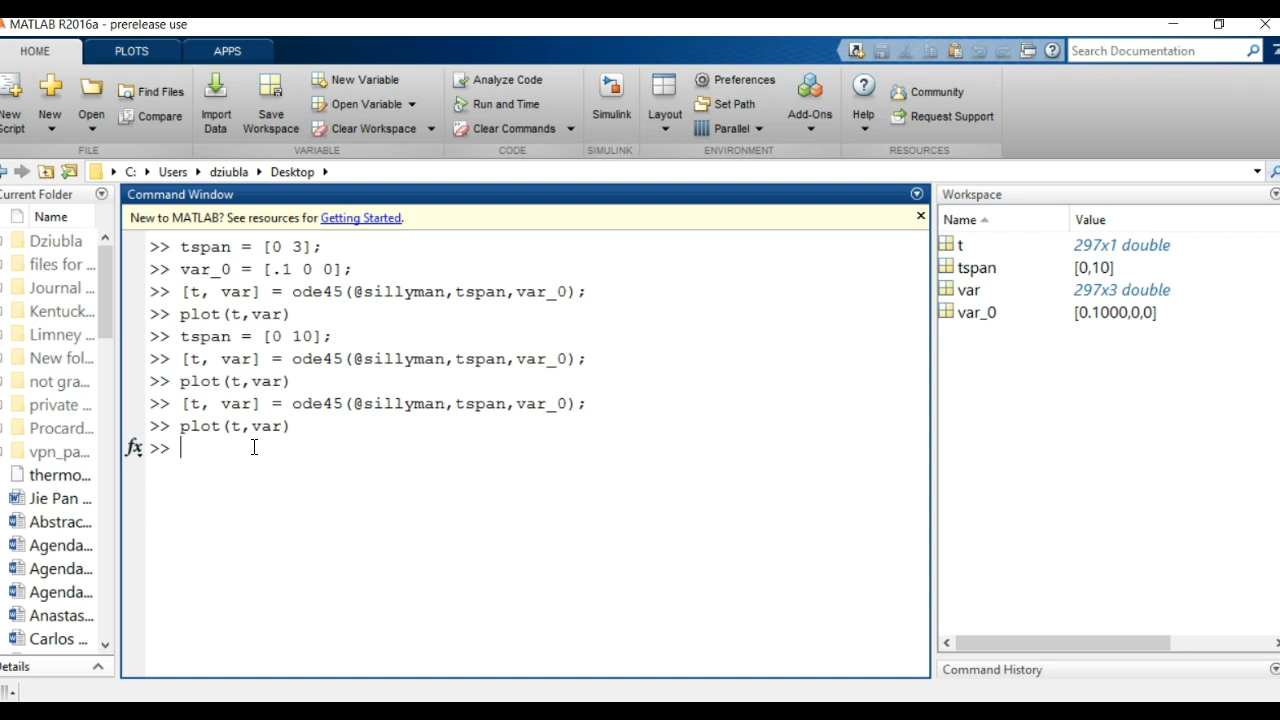 MATLAB R2016a - prerelease use
HOME PLOTS APPS
Search Documentation
New Script
New
Open
Find Files
Compare
FILE
Import Data
Save Workspace
New Variable
Open Variable
Clear Workspace
VARIABLE
Analyze Code
Run and Time
Clear Commands
CODE
Simulink
SIMULINK
Layout
Preferences
Set Path
Parallel
Add-Ons
ENVIRONMENT
Help
Community
Request Support
RESOURCES
C: Users dziubla Desktop
Current Folder
Name
Dziubla
files for ...
Journal ...
Kentuck...
Limney ...
New fol...
not gra...
private ...
Procard...
vpn_pa...
thermo...
Jie Pan ...
Abstrac...
Agenda...
Agenda...
Agenda...
Anastas...
Carlos ...
Details
Command Window
New to MATLAB? See resources for Getting Started.
>> tspan = [0 3];
>> var_0 = [.1 0 0];
>> [t, var] = ode45(@sillyman,tspan,var_0);
>> plot(t,var)
>> tspan = [0 10];
>> [t, var] = ode45(@sillyman,tspan,var_0);
>> plot(t,var)
>> [t, var] = ode45(@sillyman,tspan,var_0);
>> plot(t,var)
fx >>
Workspace
Name Value
t 297x1 double
tspan [0,10]
var 297x3 double
var_0 [0.1000,0,0]
Command History